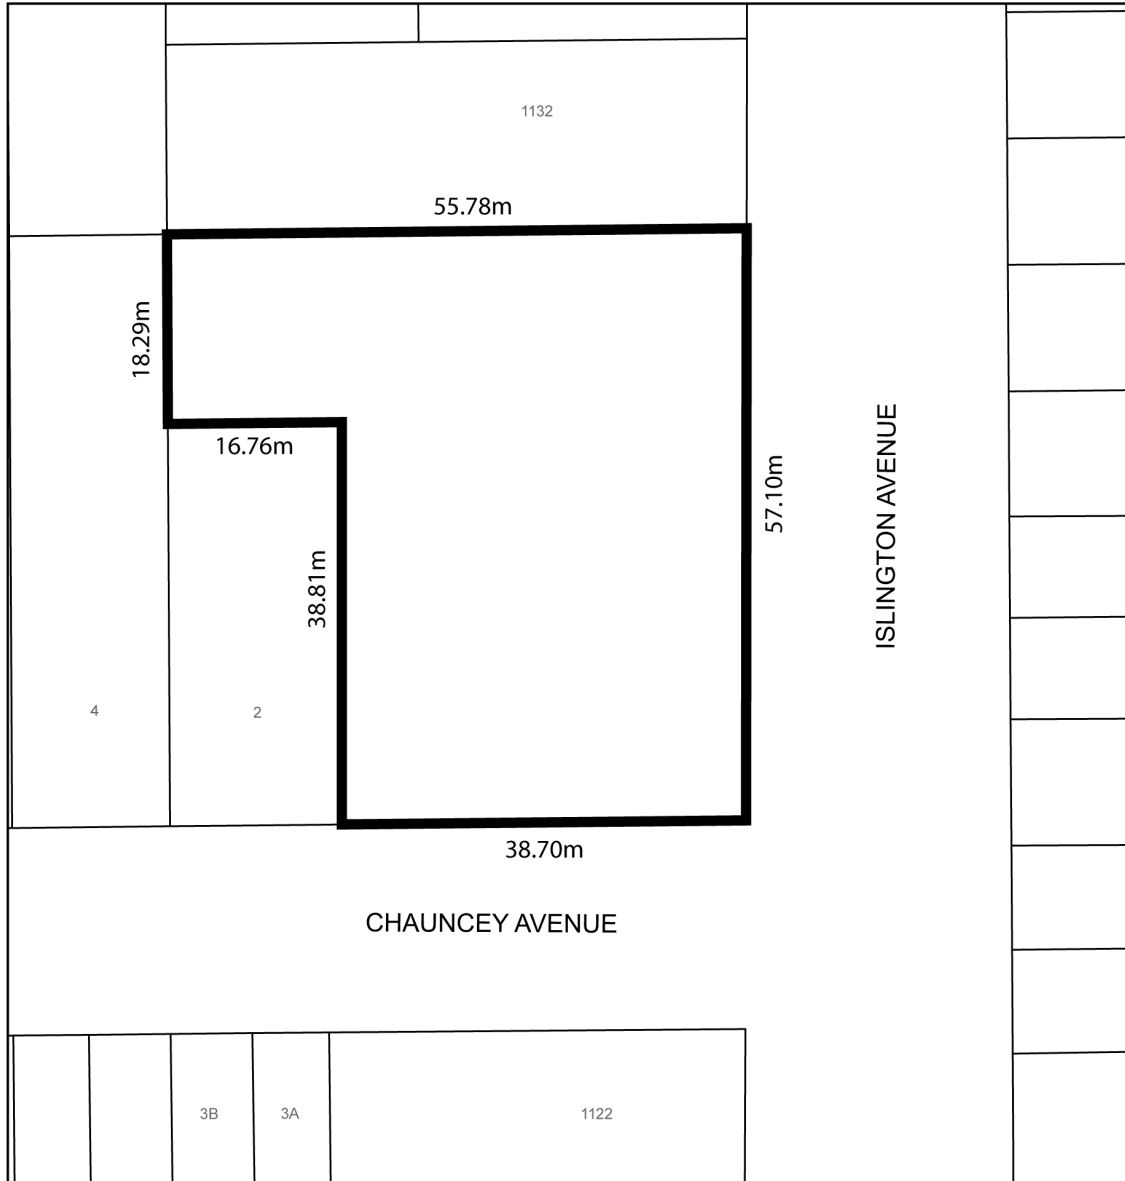 1132
55.78m
18.29m
16.76m
38.81m
57.10m
ISLINGTON AVENUE
4
2
38.70m
CHAUNCEY AVENUE
3B
3A
1122